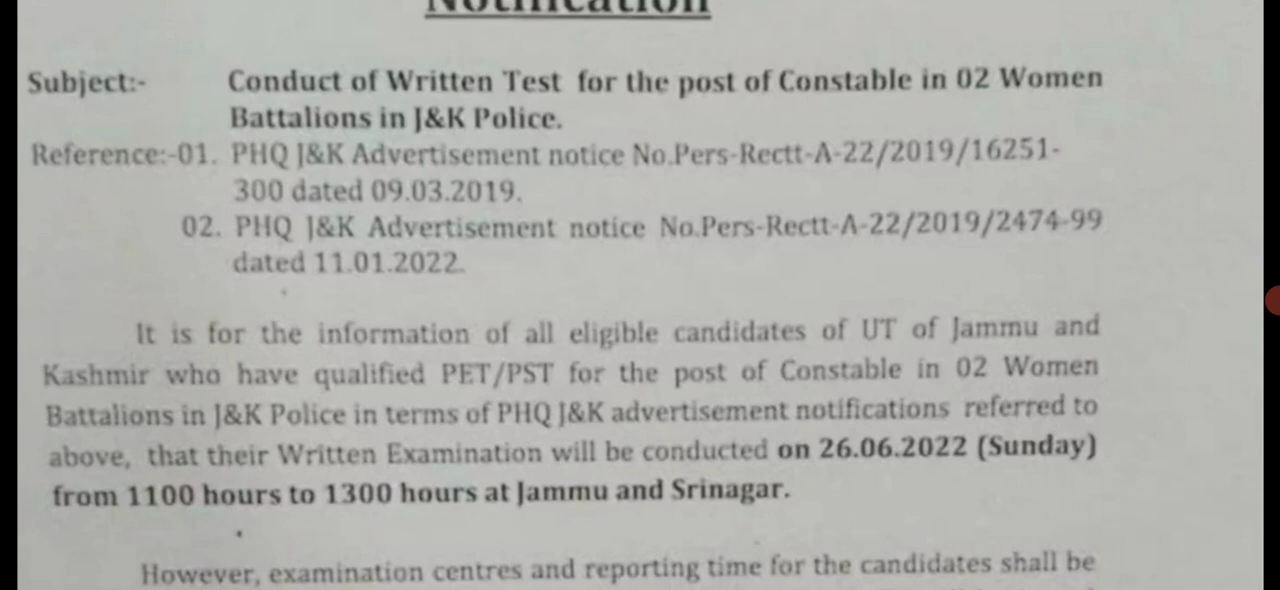 Notification
Subject:- Conduct of Written Test for the post of Constable in 02 Women
Battalions in J&K Police.
Reference:-01. PHQ J&K Advertisement notice No.Pers-Rectt-A-22/2019/16251-
300 dated 09.03.2019.
02. PHQ J&K Advertisement notice No.Pers-Rectt-A-22/2019/2474-99
dated 11.01.2022.
It is for the information of all eligible candidates of UT of Jammu and
Kashmir who have qualified PET/PST for the post of Constable in 02 Women
Battalions in J&K Police in terms of PHQ J&K advertisement notifications referred to
above, that their Written Examination will be conducted on 26.06.2022 (Sunday)
from 1100 hours to 1300 hours at Jammu and Srinagar.
However, examination centres and reporting time for the candidates shall be